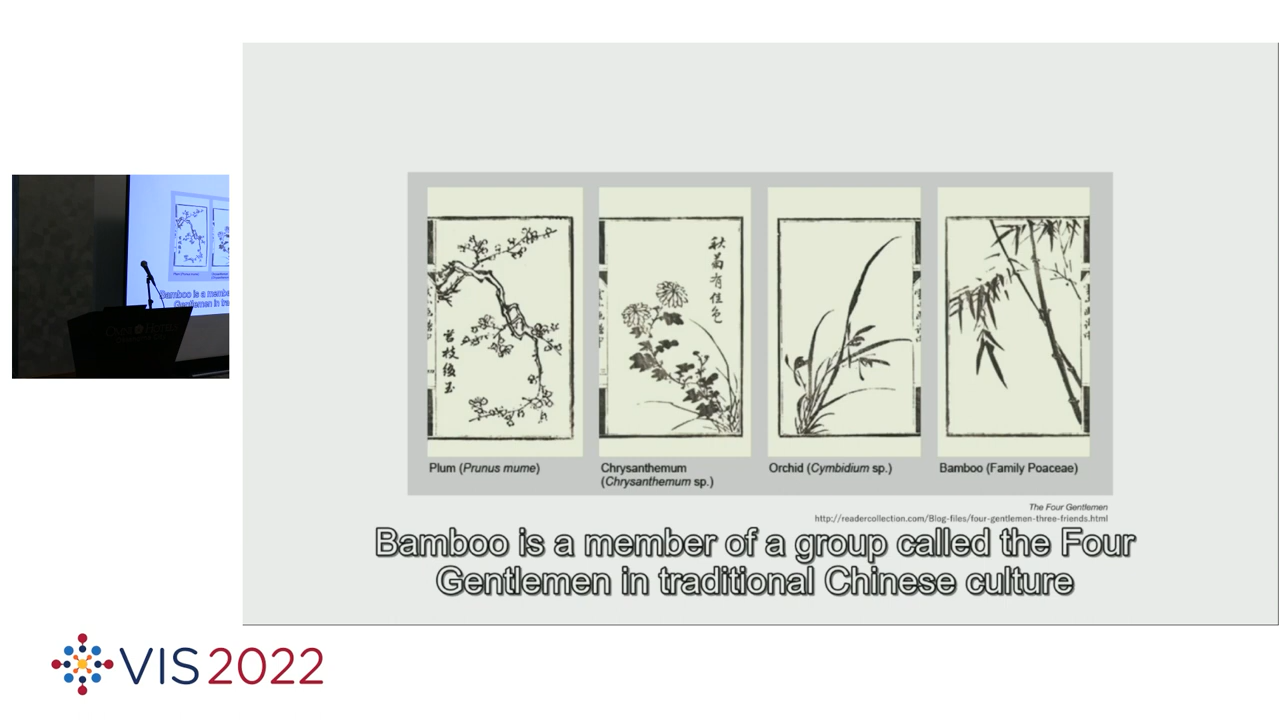 秋菊有佳色
Plum (Prunus mume)
Chrysanthemum
(Chrysanthemum sp.)
Orchid (Cymbidium sp.)
Bamboo (Family Poaceae)
The Four Gentlemen
http://readercollection.com/Blog-files/four-gentlemen-three-friends.html
Bamboo is a member of a group called the Four
Gentlemen in traditional Chinese culture
VIS2022